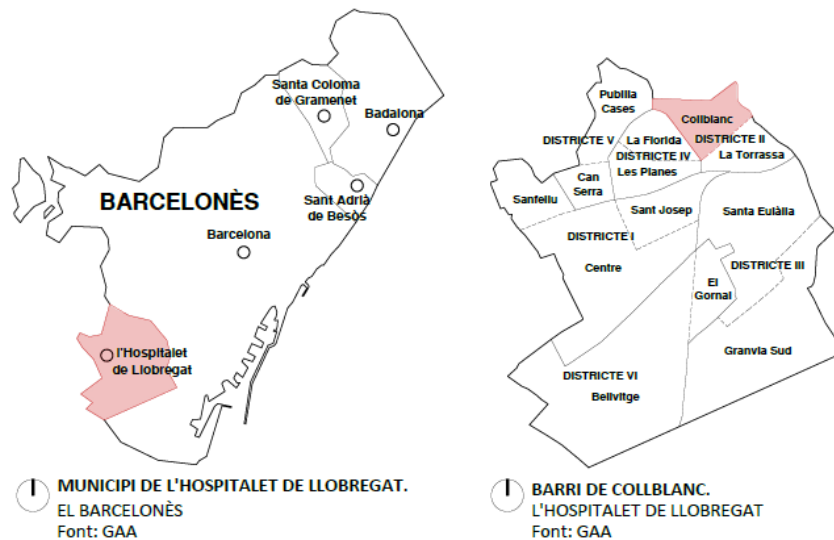 Santa Coloma
de Gramenet
Badalona
BARCELONÈS
Sant Adrià
de Besòs
Barcelona
l'Hospitalet
de Llobregat
MUNICIPI DE L'HOSPITALET DE LLOBREGAT.
EL BARCELONÈS
Font: GAA
Pubilla
Cases
Collblanc
DISTRICTE V
La Florida
DISTRICTE II
DISTRICTE IV
La Torrassa
Les Planes
Can
Serra
Sanfeliu
Sant Josep
Santa Eulàlia
DISTRICTE I
Centre
DISTRICTE III
El
Gornal
Granvia Sud
DISTRICTE VI
Bellvitge
BARRI DE COLLBLANC.
L'HOSPITALET DE LLOBREGAT
Font: GAA